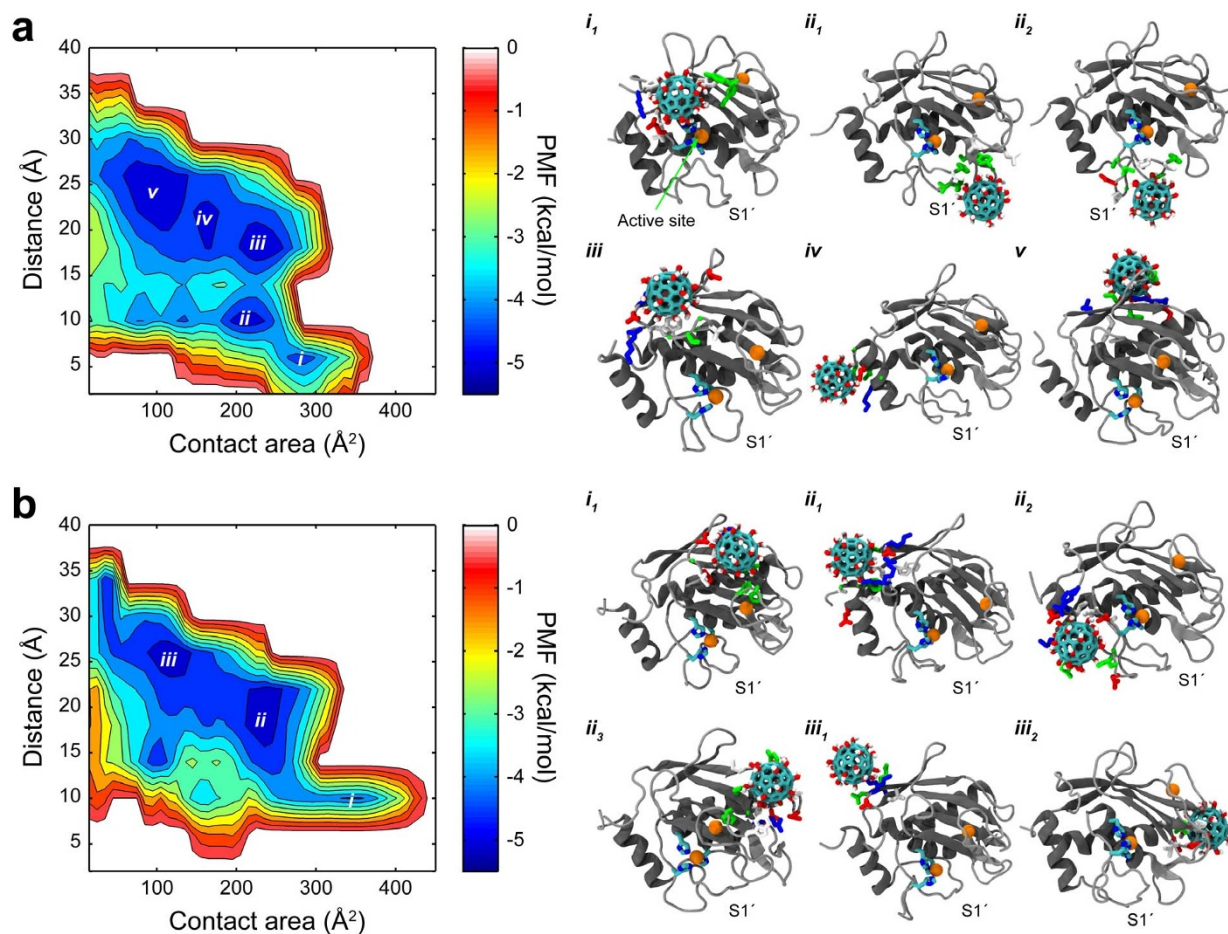 a
40
35
30
25
20
15
10
5
Distance (Å)
100 200 300 400
Contact area (Å²)
v
iv
iii
ii
i
0
-1
-2
-3
-4
-5
PMF (kcal/mol)
i₁
Active site
S1′
ii₁
S1′
ii₂
S1′
iii
S1′
iv
S1′
v
S1′
b
40
35
30
25
20
15
10
5
Distance (Å)
100 200 300 400
Contact area (Å²)
iii
ii
i
0
-1
-2
-3
-4
-5
PMF (kcal/mol)
i₁
S1′
ii₁
S1′
ii₂
S1′
ii₃
S1′
iii₁
S1′
iii₂
S1′